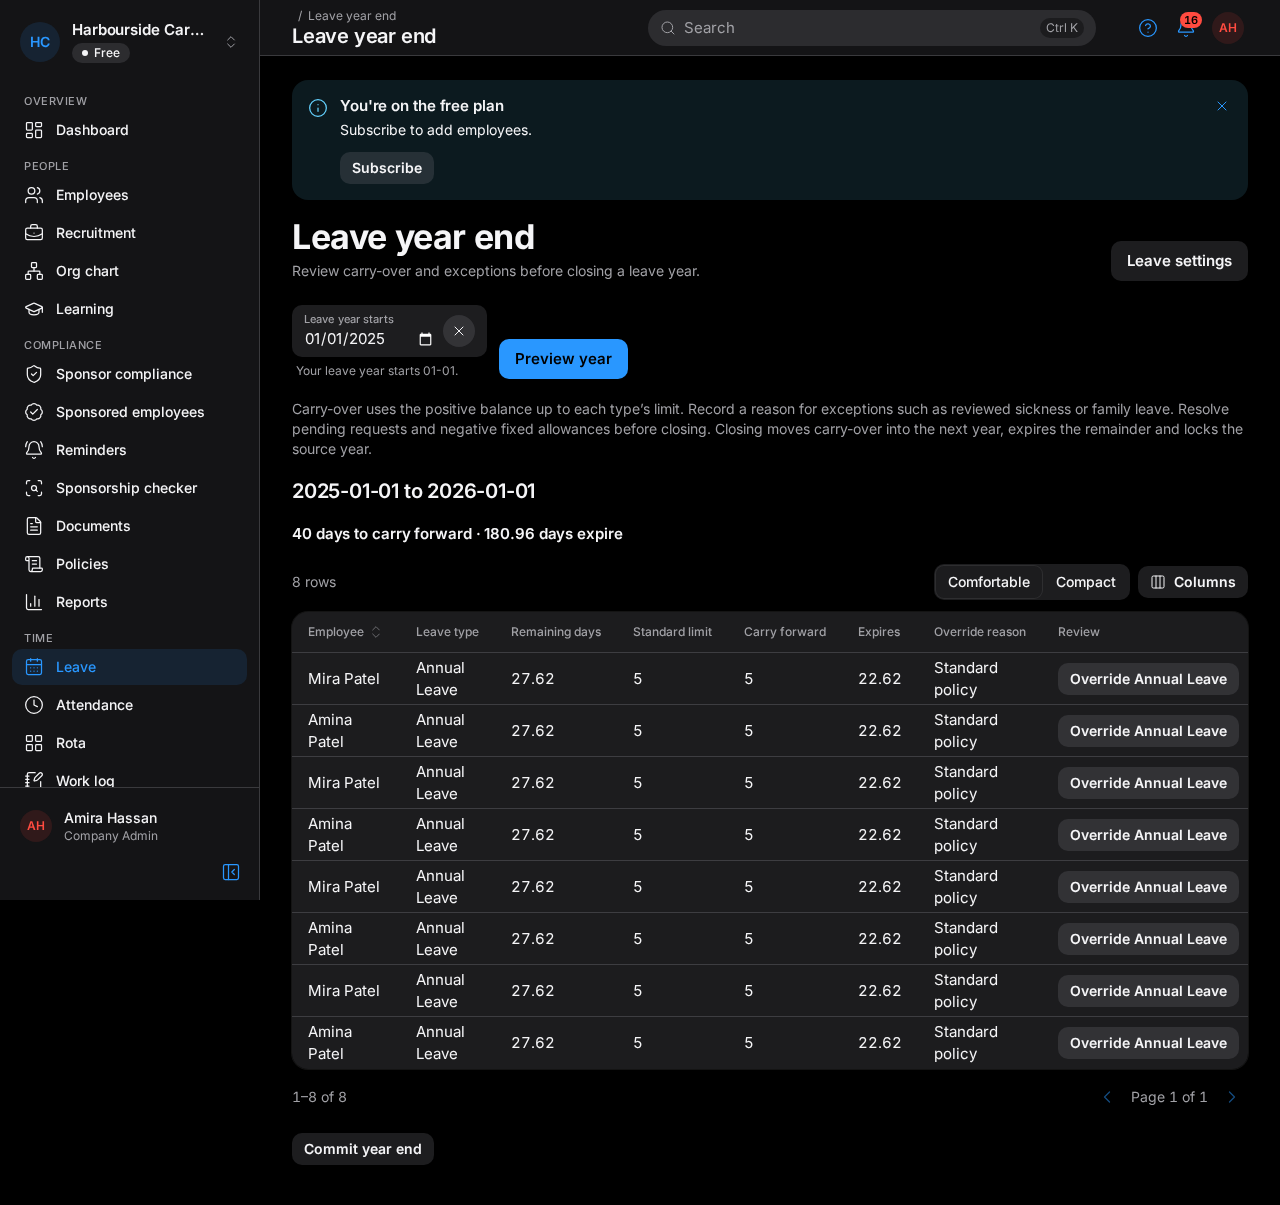 HC
Harbourside Car...
Free
OVERVIEW
Dashboard
PEOPLE
Employees
Recruitment
Org chart
Learning
COMPLIANCE
Sponsor compliance
Sponsored employees
Reminders
Sponsorship checker
Documents
Policies
Reports
TIME
Leave
Attendance
Rota
Work log
AH
Amira Hassan
Company Admin
/ Leave year end
Leave year end
Search
Ctrl K
16
AH
You're on the free plan
Subscribe to add employees.
Subscribe
Leave year end
Review carry-over and exceptions before closing a leave year.
Leave settings
Leave year starts
01/01/2025
Your leave year starts 01-01.
Preview year
Carry-over uses the positive balance up to each type's limit. Record a reason for exceptions such as reviewed sickness or family leave. Resolve
pending requests and negative fixed allowances before closing. Closing moves carry-over into the next year, expires the remainder and locks the
source year.
2025-01-01 to 2026-01-01
40 days to carry forward · 180.96 days expire
8 rows
Comfortable
Compact
Columns
Employee Leave type Remaining days Standard limit Carry forward Expires Override reason Review
Mira Patel Annual Leave 27.62 5 5 22.62 Standard policy Override Annual Leave
Amina Patel Annual Leave 27.62 5 5 22.62 Standard policy Override Annual Leave
Mira Patel Annual Leave 27.62 5 5 22.62 Standard policy Override Annual Leave
Amina Patel Annual Leave 27.62 5 5 22.62 Standard policy Override Annual Leave
Mira Patel Annual Leave 27.62 5 5 22.62 Standard policy Override Annual Leave
Amina Patel Annual Leave 27.62 5 5 22.62 Standard policy Override Annual Leave
Mira Patel Annual Leave 27.62 5 5 22.62 Standard policy Override Annual Leave
Amina Patel Annual Leave 27.62 5 5 22.62 Standard policy Override Annual Leave
1–8 of 8
Page 1 of 1
Commit year end